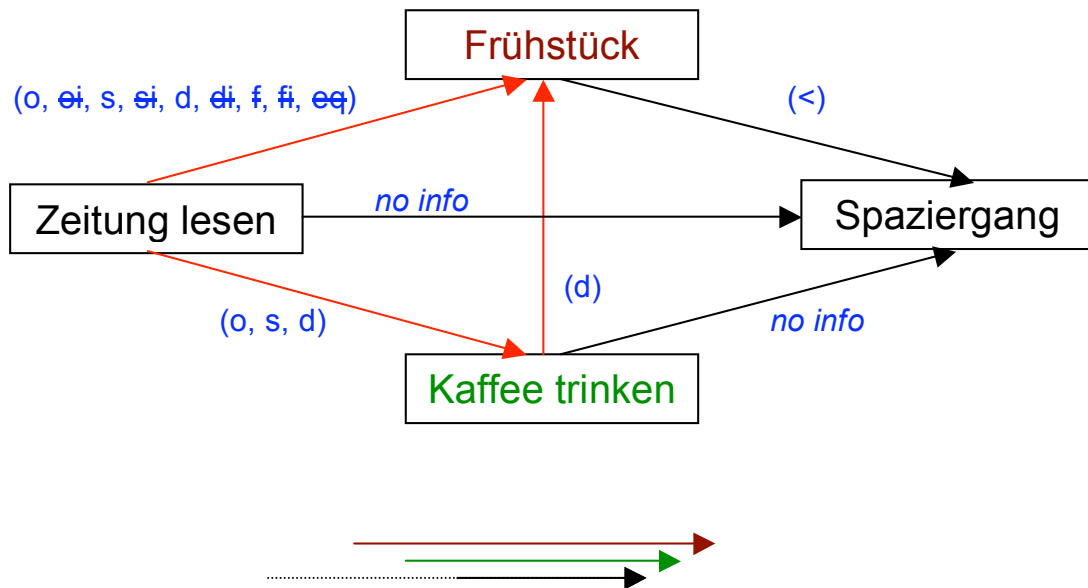 Frühstück
(o, oi, s, si, d, di, f, fi, eq)
(<)
Zeitung lesen
no info
Spaziergang
(d)
(o, s, d)
no info
Kaffee trinken